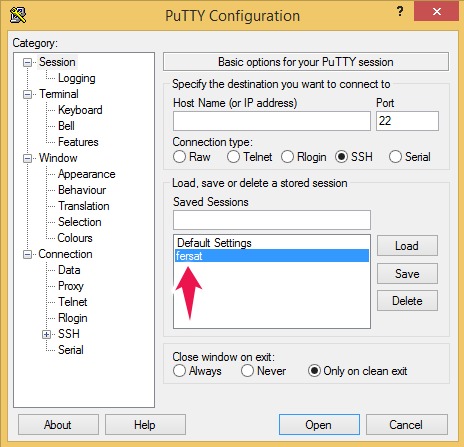 PuTTY Configuration
? ×
Category:
Session
Logging
Terminal
Keyboard
Bell
Features
Window
Appearance
Behaviour
Translation
Selection
Colours
Connection
Data
Proxy
Telnet
Rlogin
SSH
Serial
Basic options for your PuTTY session
Specify the destination you want to connect to
Host Name (or IP address) Port
22
Connection type:
Raw Telnet Rlogin SSH Serial
Load, save or delete a stored session
Saved Sessions
Default Settings
fersat
Load
Save
Delete
Close window on exit:
Always Never Only on clean exit
About Help Open Cancel